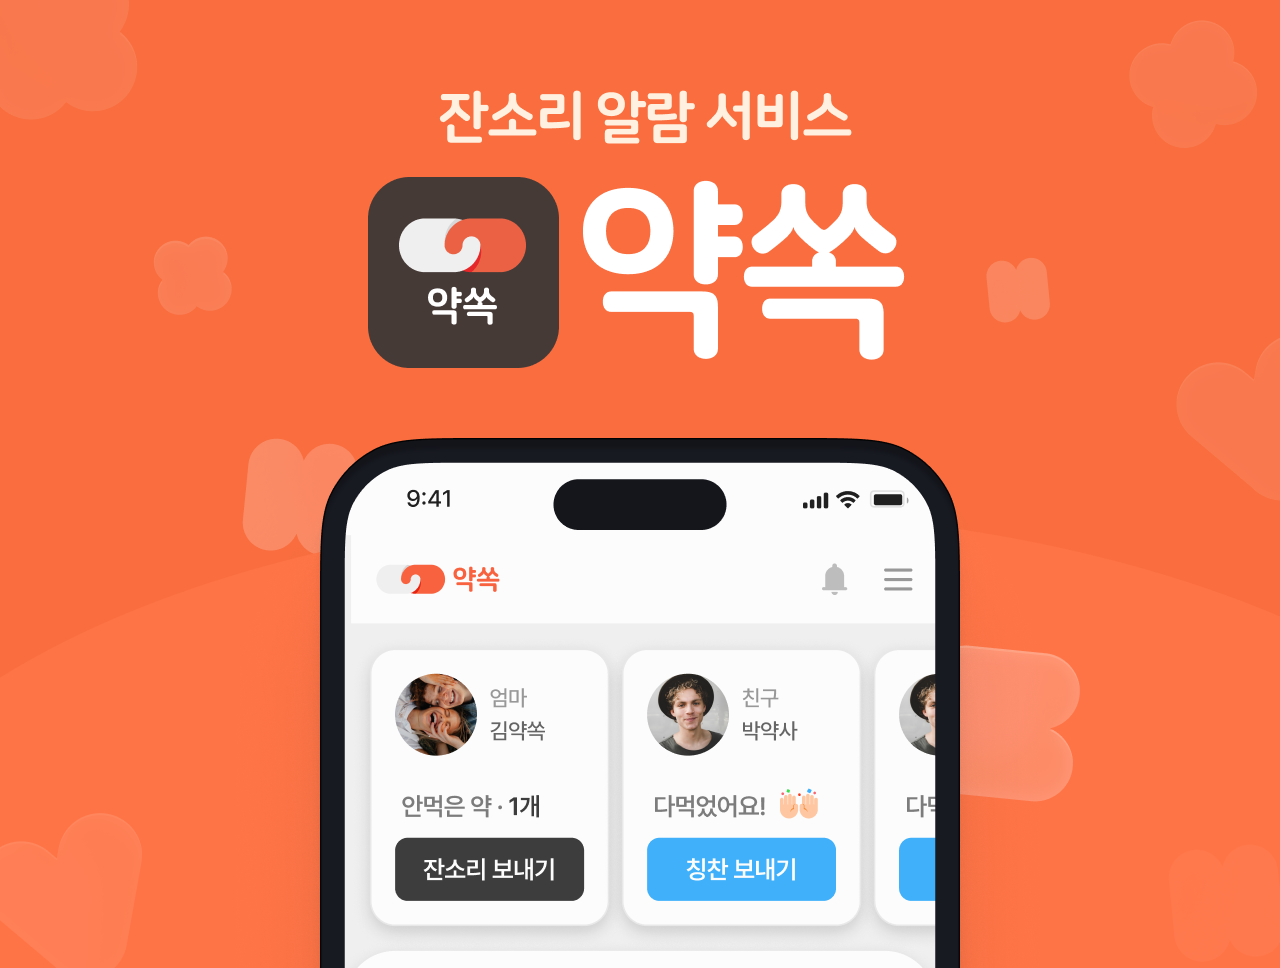 잔소리 알람 서비스
약쏙
약쏙
9:41
약쏙
엄마
김약쏙
안먹은 약 · 1개
잔소리 보내기
친구
박약사
다먹었어요!
칭찬 보내기